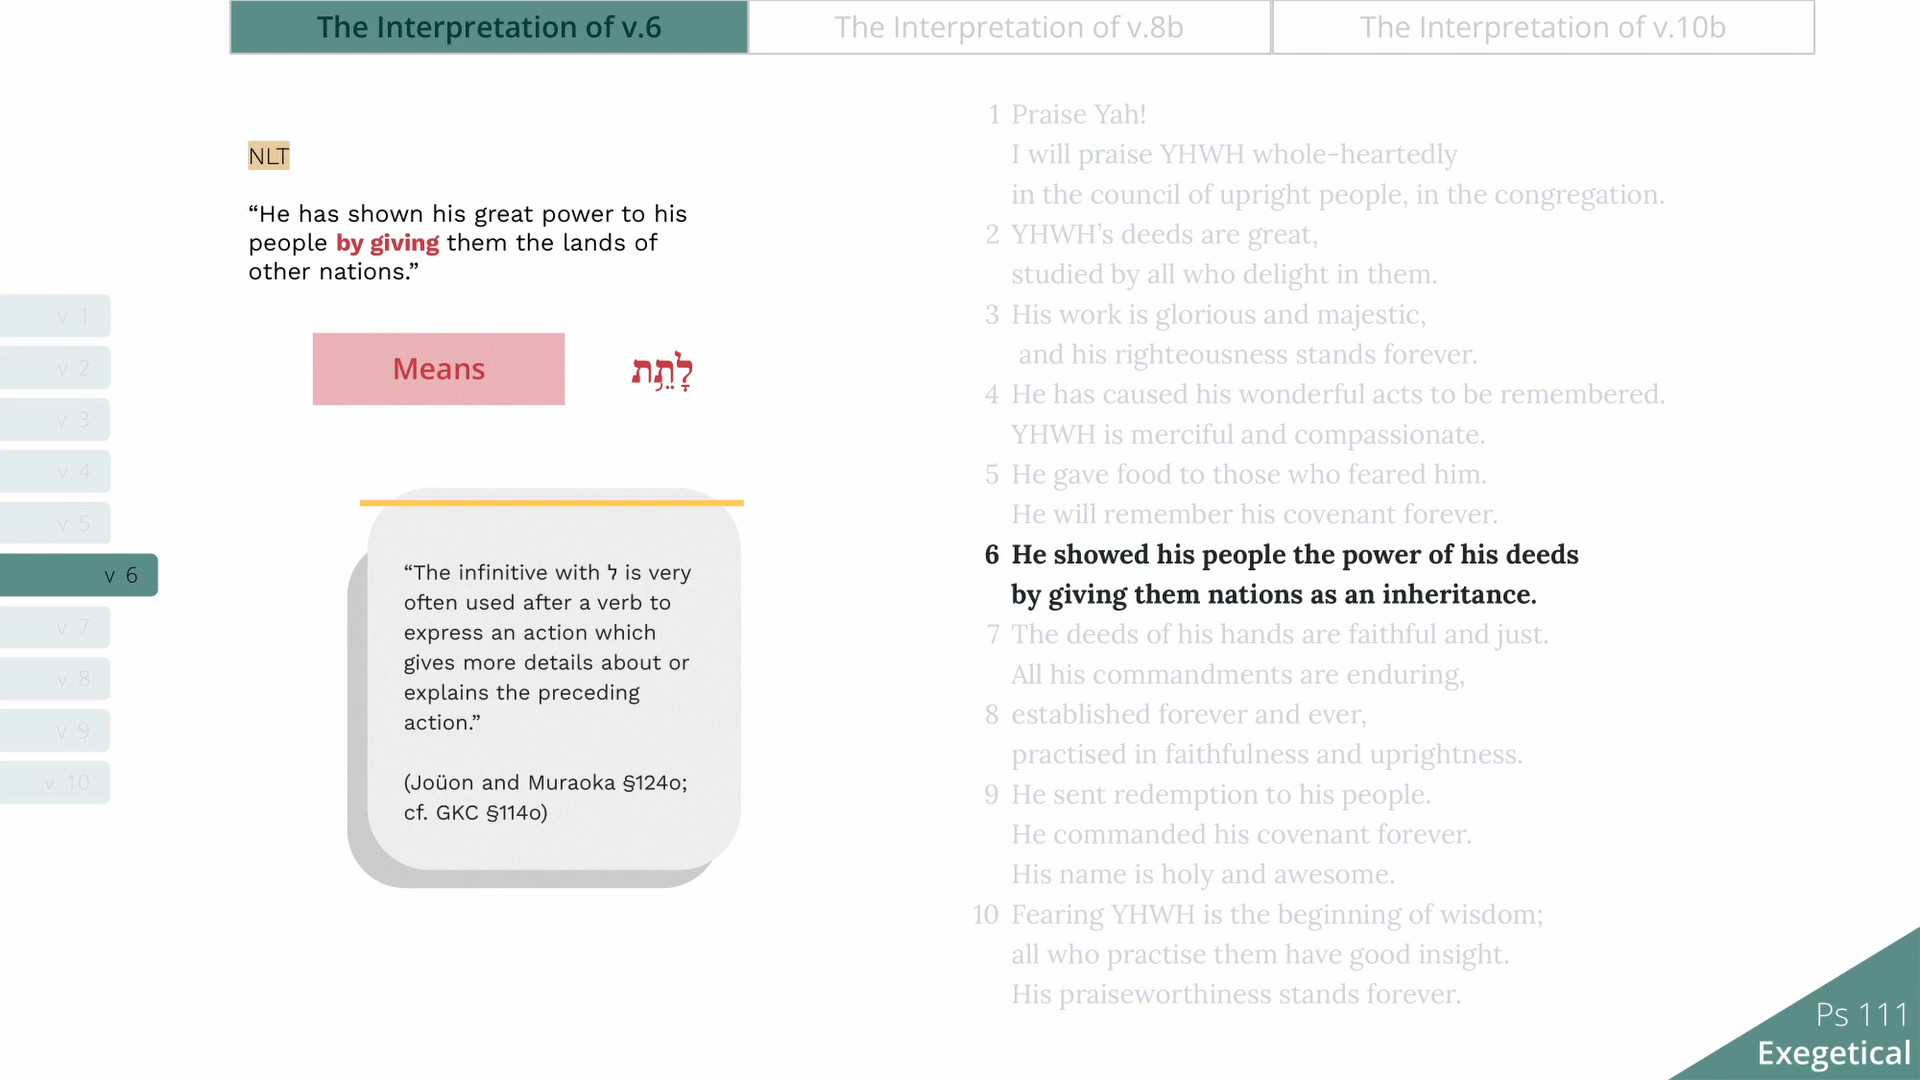 The Interpretation of v.6
The Interpretation of v.8b
The Interpretation of v.10b
NLT
“He has shown his great power to his
people by giving them the lands of
other nations.”
Means
לָתֵ֥ת
“The infinitive with ל is very
often used after a verb to
express an action which
gives more details about or
explains the preceding
action.”
(Joüon and Muraoka §124o;
cf. GKC §114o)
v 1
v 2
v 3
v 4
v 5
v 6
v 7
v 8
v 9
v 10
1 Praise Yah!
I will praise YHWH whole-heartedly
in the council of upright people, in the congregation.
2 YHWH’s deeds are great,
studied by all who delight in them.
3 His work is glorious and majestic,
and his righteousness stands forever.
4 He has caused his wonderful acts to be remembered.
YHWH is merciful and compassionate.
5 He gave food to those who feared him.
He will remember his covenant forever.
6 He showed his people the power of his deeds
by giving them nations as an inheritance.
7 The deeds of his hands are faithful and just.
All his commandments are enduring,
8 established forever and ever,
practised in faithfulness and uprightness.
9 He sent redemption to his people.
He commanded his covenant forever.
His name is holy and awesome.
10 Fearing YHWH is the beginning of wisdom;
all who practise them have good insight.
His praiseworthiness stands forever.
Ps 111
Exegetical